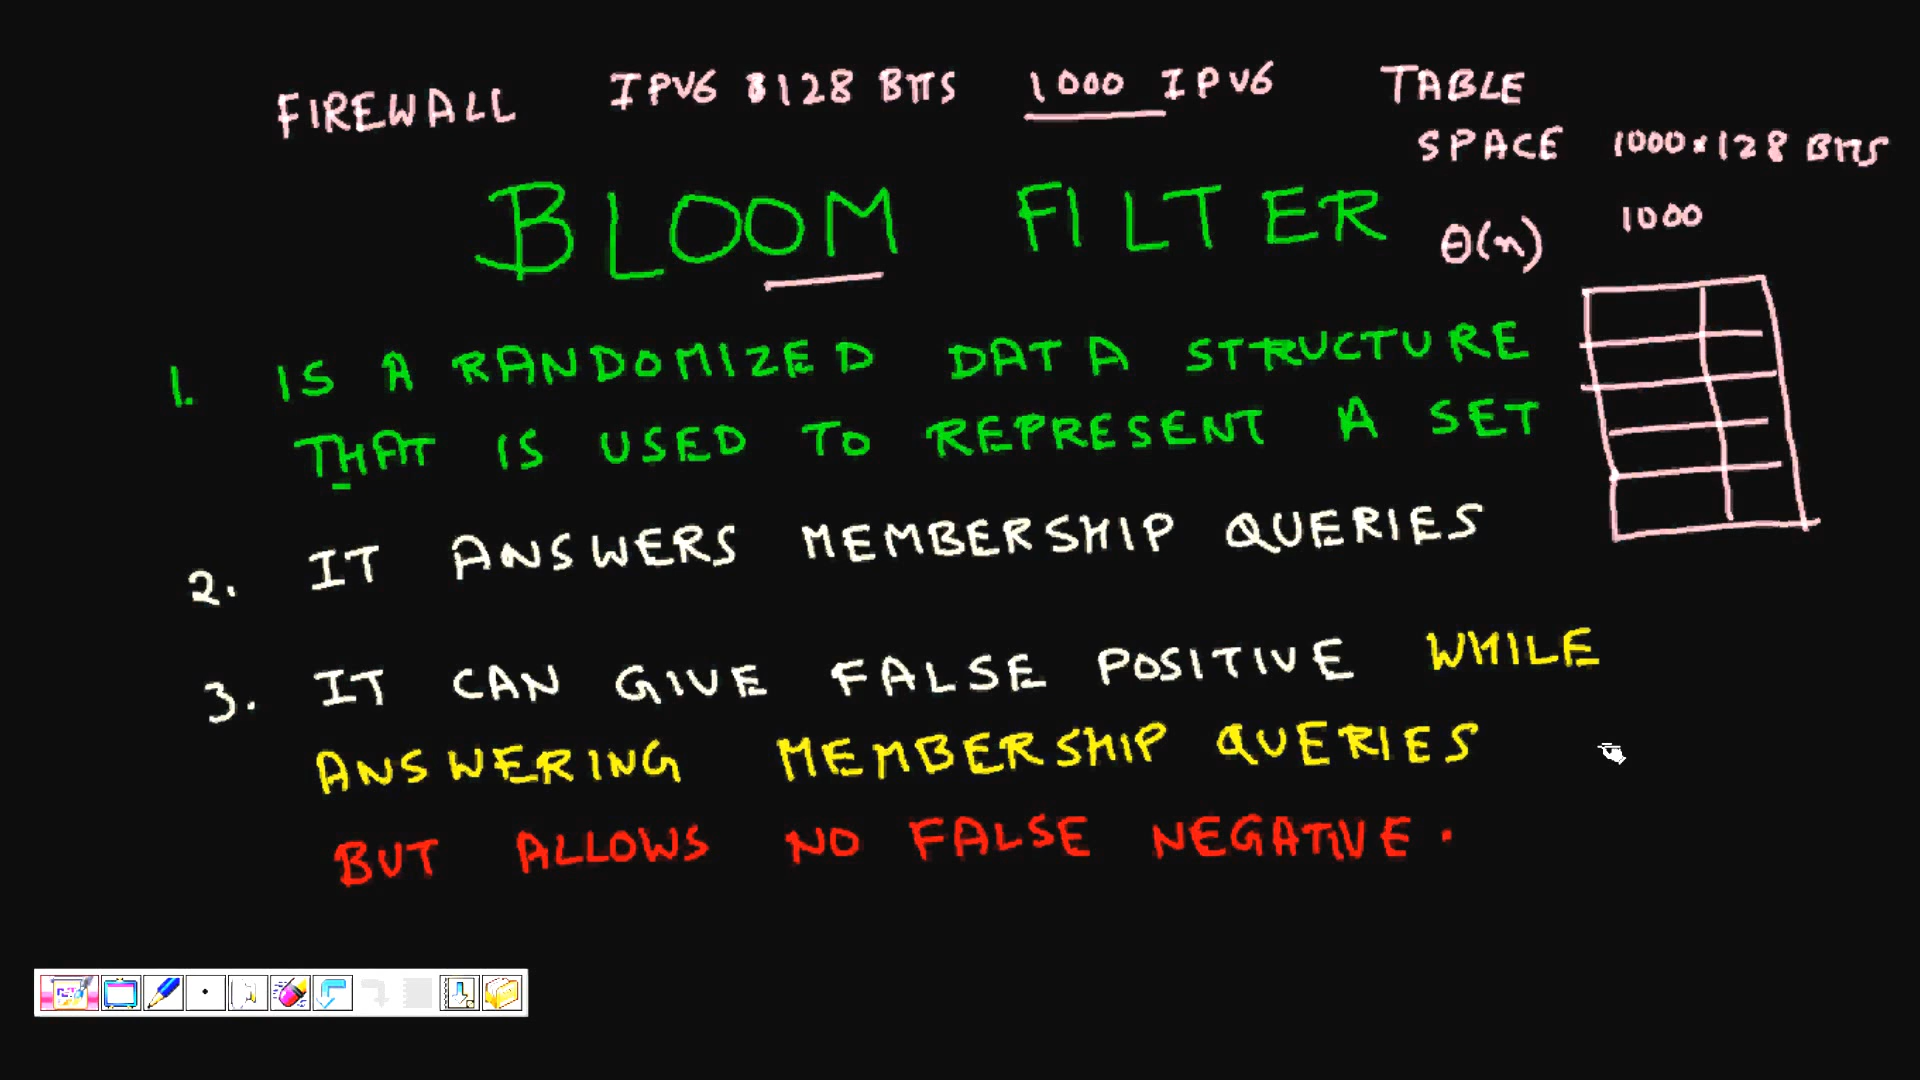 FIREWALL IPV6 128 BITS 1000 IPV6 TABLE
SPACE 1000 × 128 BITS
BLOOM FILTER Θ(n) 1000
1. IS A RANDOMIZED DATA STRUCTURE
THAT IS USED TO REPRESENT A SET
2. IT ANSWERS MEMBERSHIP QUERIES
3. IT CAN GIVE FALSE POSITIVE WHILE
ANSWERING MEMBERSHIP QUERIES
BUT ALLOWS NO FALSE NEGATIVE.